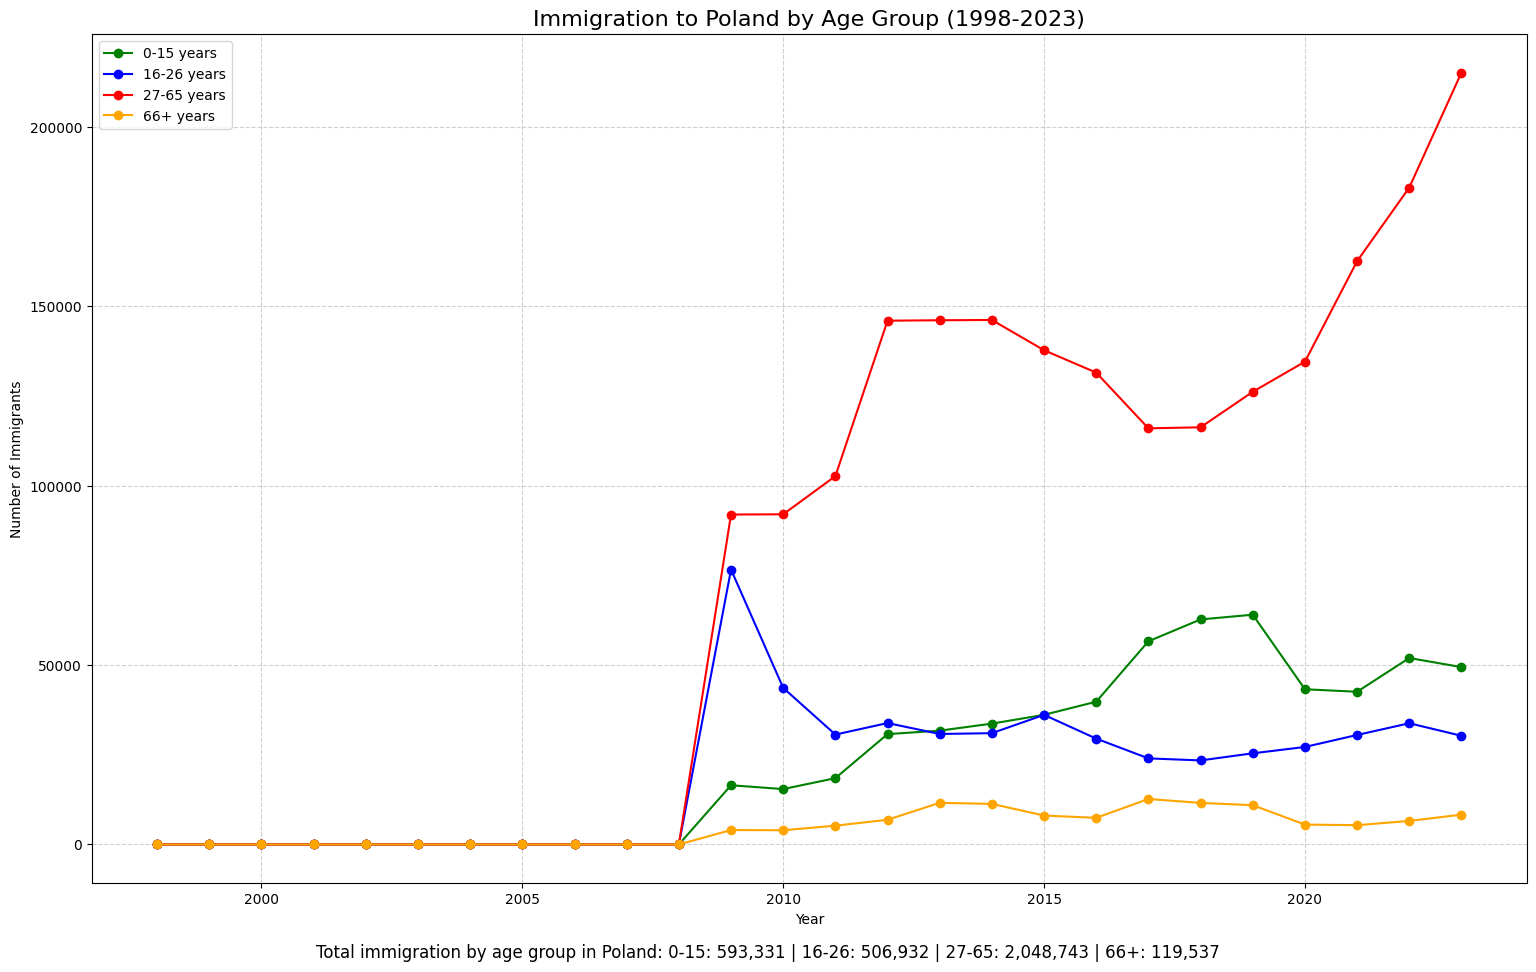 Immigration to Poland by Age Group (1998-2023)
0-15 years
16-26 years
27-65 years
66+ years
200000
150000
100000
50000
0
Number of Immigrants
2000 2005 2010 2015 2020
Year
Total immigration by age group in Poland: 0-15: 593,331 | 16-26: 506,932 | 27-65: 2,048,743 | 66+: 119,537